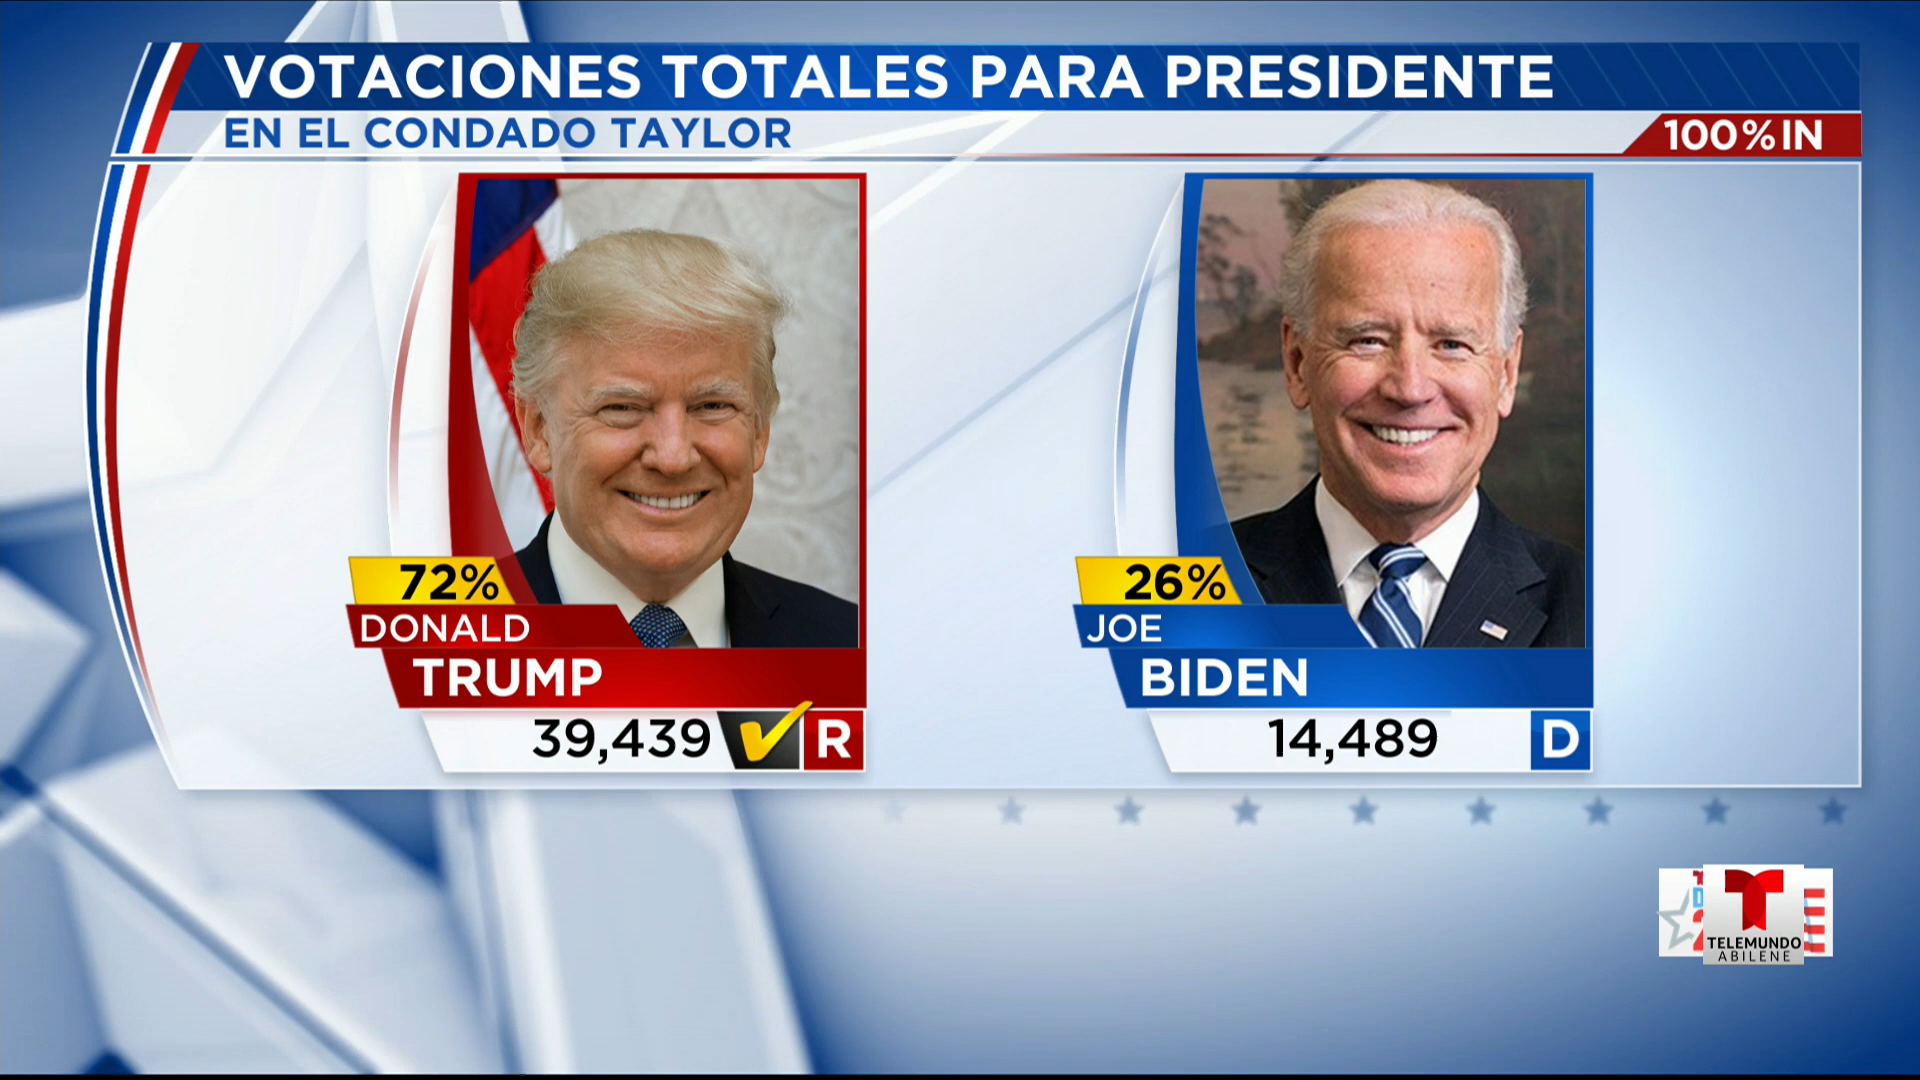 VOTACIONES TOTALES PARA PRESIDENTE
EN EL CONDADO TAYLOR
100% IN
72%
DONALD
TRUMP
39,439
R
26%
JOE
BIDEN
14,489
D
TELEMUNDO
ABILENE